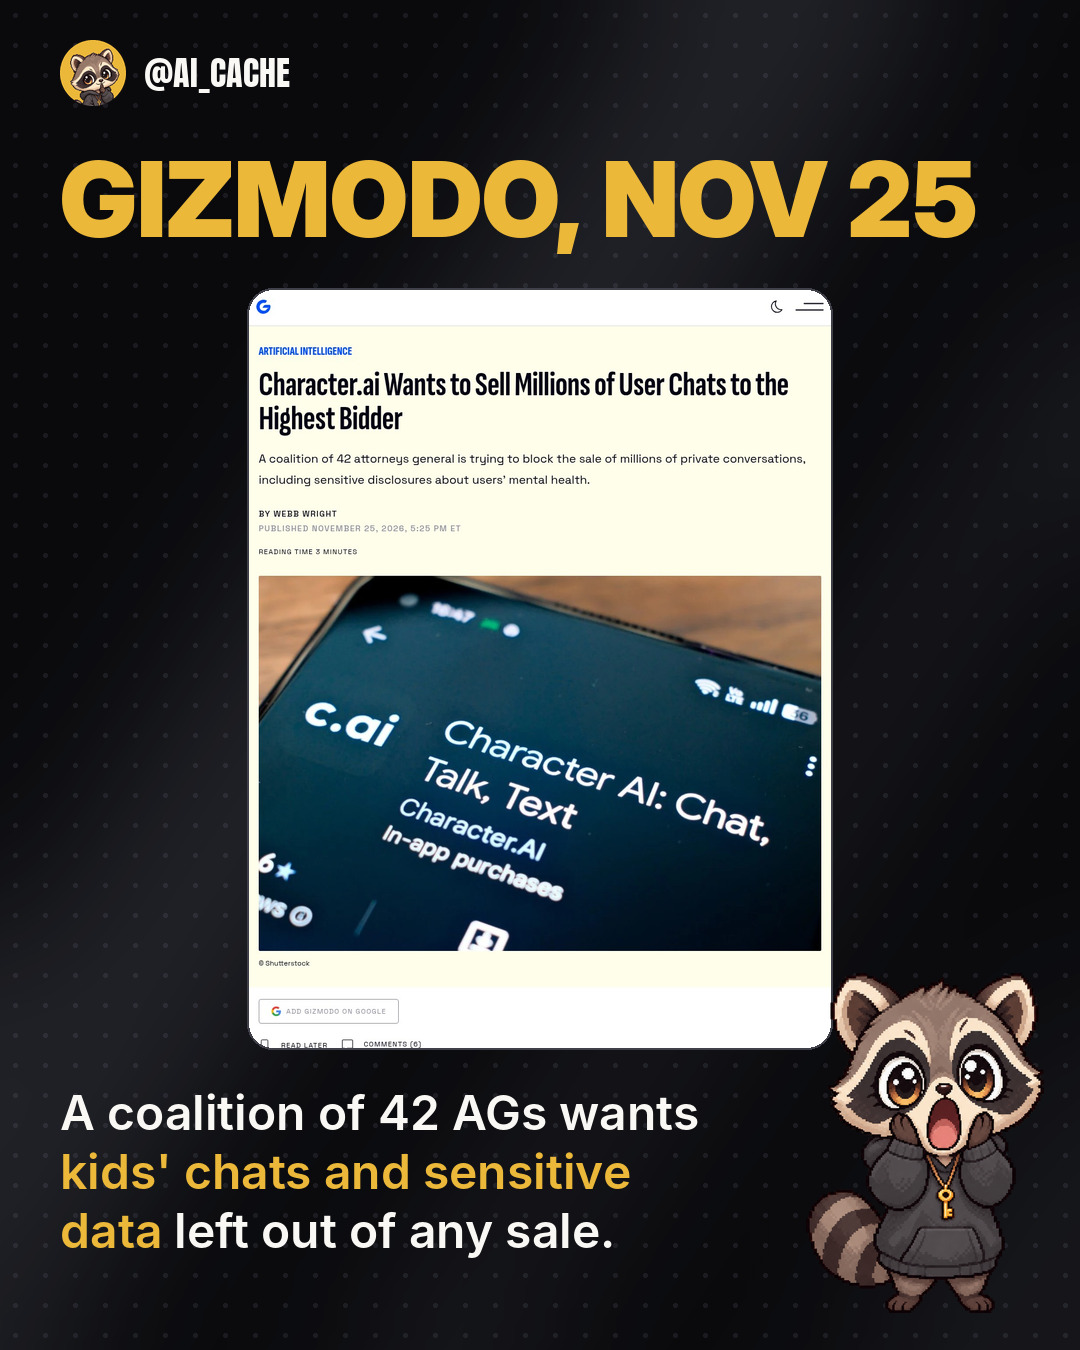 @AI_CACHE
GIZMODO, NOV 25
ARTIFICIAL INTELLIGENCE
Character.ai Wants to Sell Millions of User Chats to the
Highest Bidder
A coalition of 42 attorneys general is trying to block the sale of millions of private conversations,
including sensitive disclosures about users' mental health.
BY WEBB WRIGHT
PUBLISHED NOVEMBER 25, 2026, 5:25 PM ET
READING TIME 3 MINUTES
16:47
c.ai
Character AI: Chat,
Talk, Text
Character.AI
In-app purchases
6★
© Shutterstock
ADD GIZMODO ON GOOGLE
READ LATER
COMMENTS (6)
A coalition of 42 AGs wants
kids' chats and sensitive
data left out of any sale.